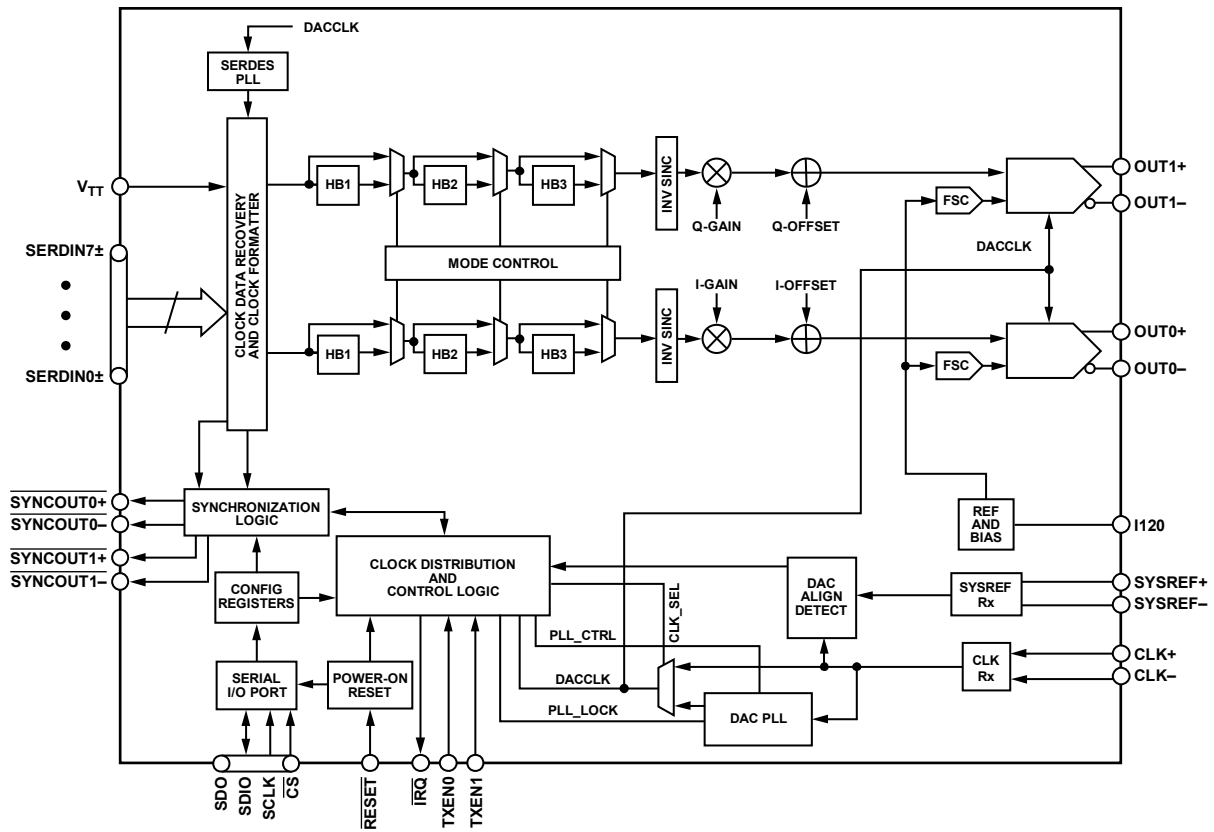 DACCLK
SERDES
PLL
CLOCK DATA RECOVERY
AND CLOCK FORMATTER
VTT
SERDIN7±
SERDIN0±
HB1
HB2
HB3
INV SINC
Q-GAIN
Q-OFFSET
FSC
OUT1+
OUT1–
MODE CONTROL
DACCLK
HB1
HB2
HB3
INV SINC
I-GAIN
I-OFFSET
FSC
OUT0+
OUT0–
SYNCOUT0+
SYNCOUT0–
SYNCOUT1+
SYNCOUT1–
SYNCHRONIZATION
LOGIC
CONFIG
REGISTERS
SERIAL
I/O PORT
POWER-ON
RESET
CLOCK DISTRIBUTION
AND
CONTROL LOGIC
CLK_SEL
PLL_CTRL
DACCLK
PLL_LOCK
DAC PLL
DAC
ALIGN
DETECT
REF
AND
BIAS
I120
SYSREF
Rx
SYSREF+
SYSREF–
CLK
Rx
CLK+
CLK–
SDO
SDIO
SCLK
CS
RESET
IRQ
TXEN0
TXEN1